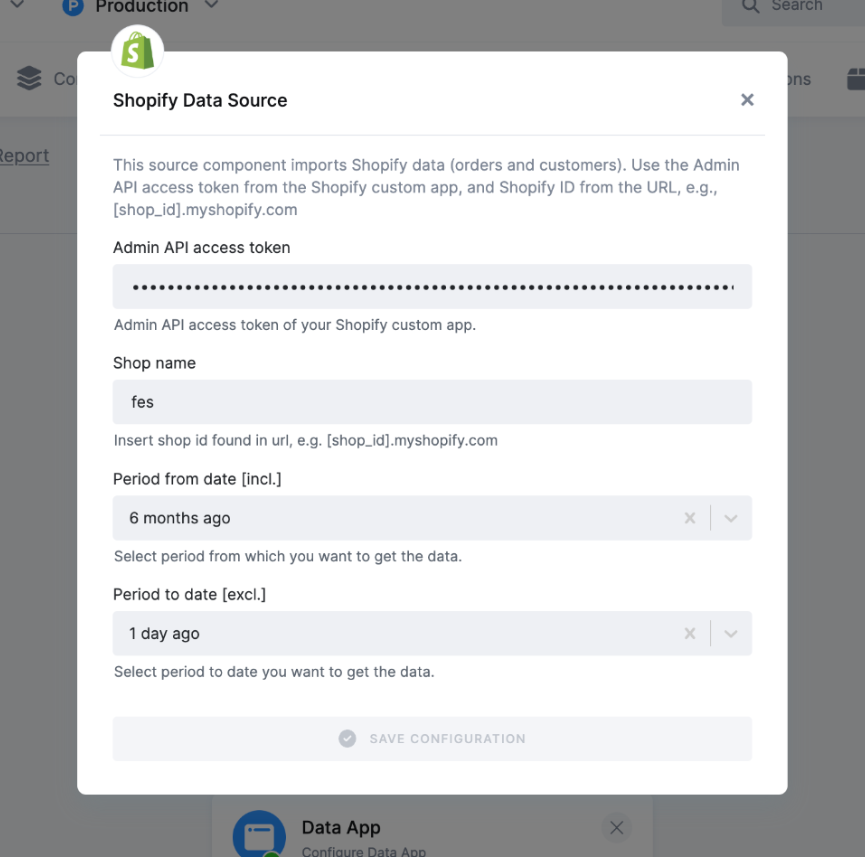 P Production
Search
Co
ons
Shopify Data Source
Report
This source component imports Shopify data (orders and customers). Use the Admin
API access token from the Shopify custom app, and Shopify ID from the URL, e.g.,
[shop_id].myshopify.com
Admin API access token
Admin API access token of your Shopify custom app.
Shop name
fes
Insert shop id found in url, e.g. [shop_id].myshopify.com
Period from date [incl.]
6 months ago
Select period from which you want to get the data.
Period to date [excl.]
1 day ago
Select period to date you want to get the data.
SAVE CONFIGURATION
Data App
Configure Data App